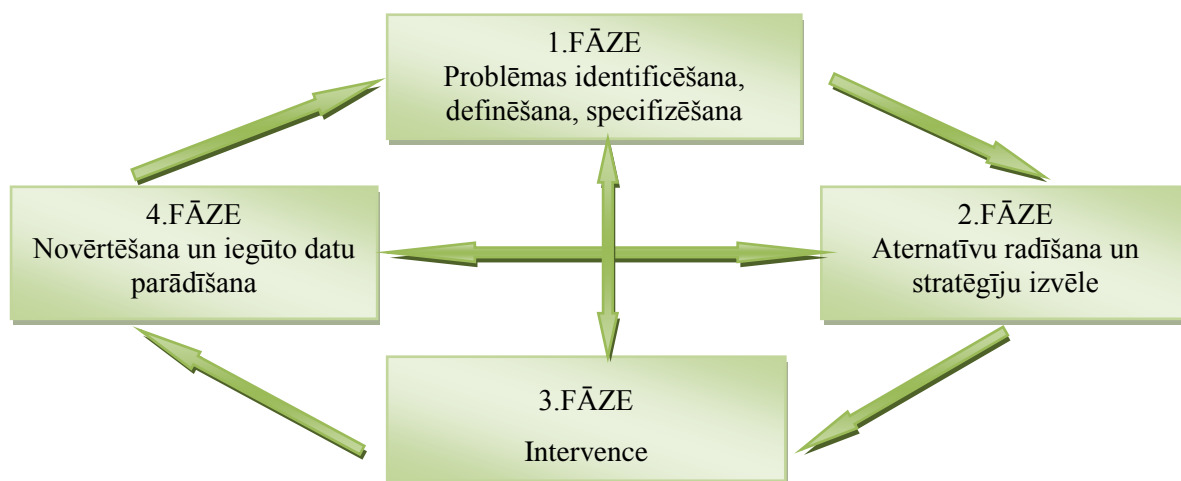 1.FĀZE
Problēmas identificēšana,
definēšana, specifizēšana
4.FĀZE
Novērtēšana un iegūto datu
parādīšana
2.FĀZE
Aternatīvu radīšana un
stratēģīju izvēle
3.FĀZE
Intervence